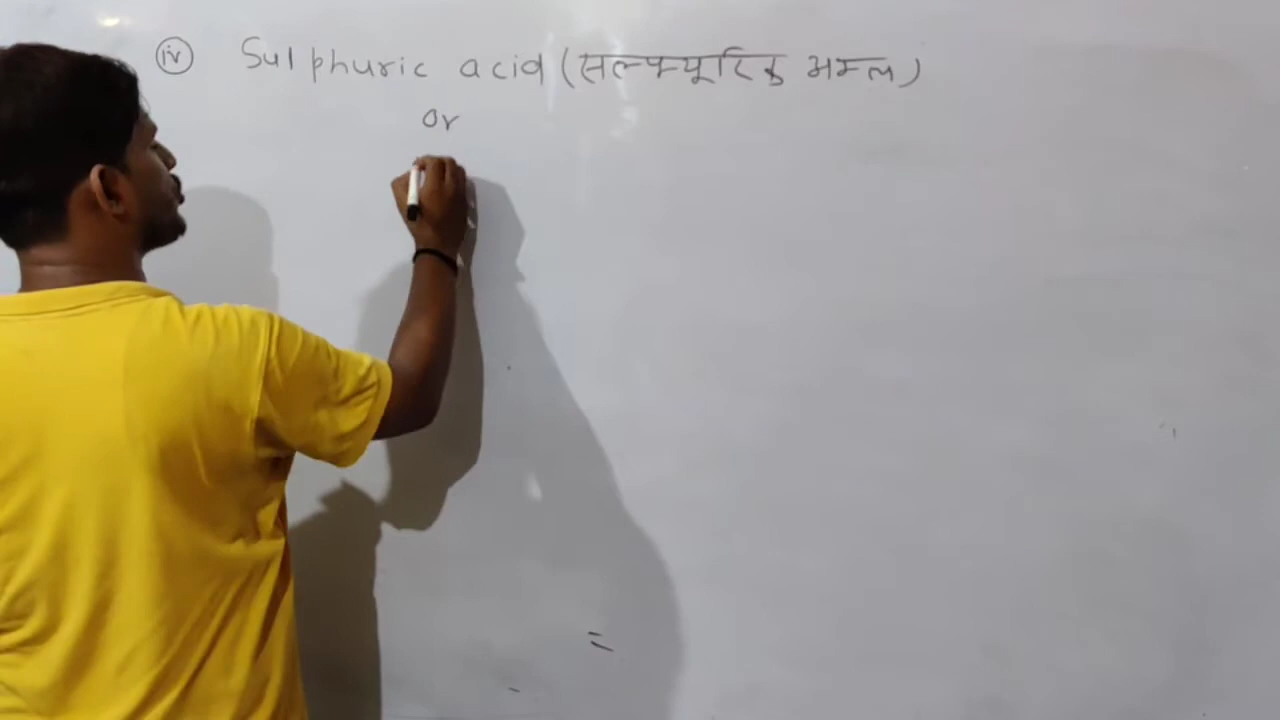 (iv) Sulphuric acid (सल्फ्यूरिक अम्ल)
Or
=